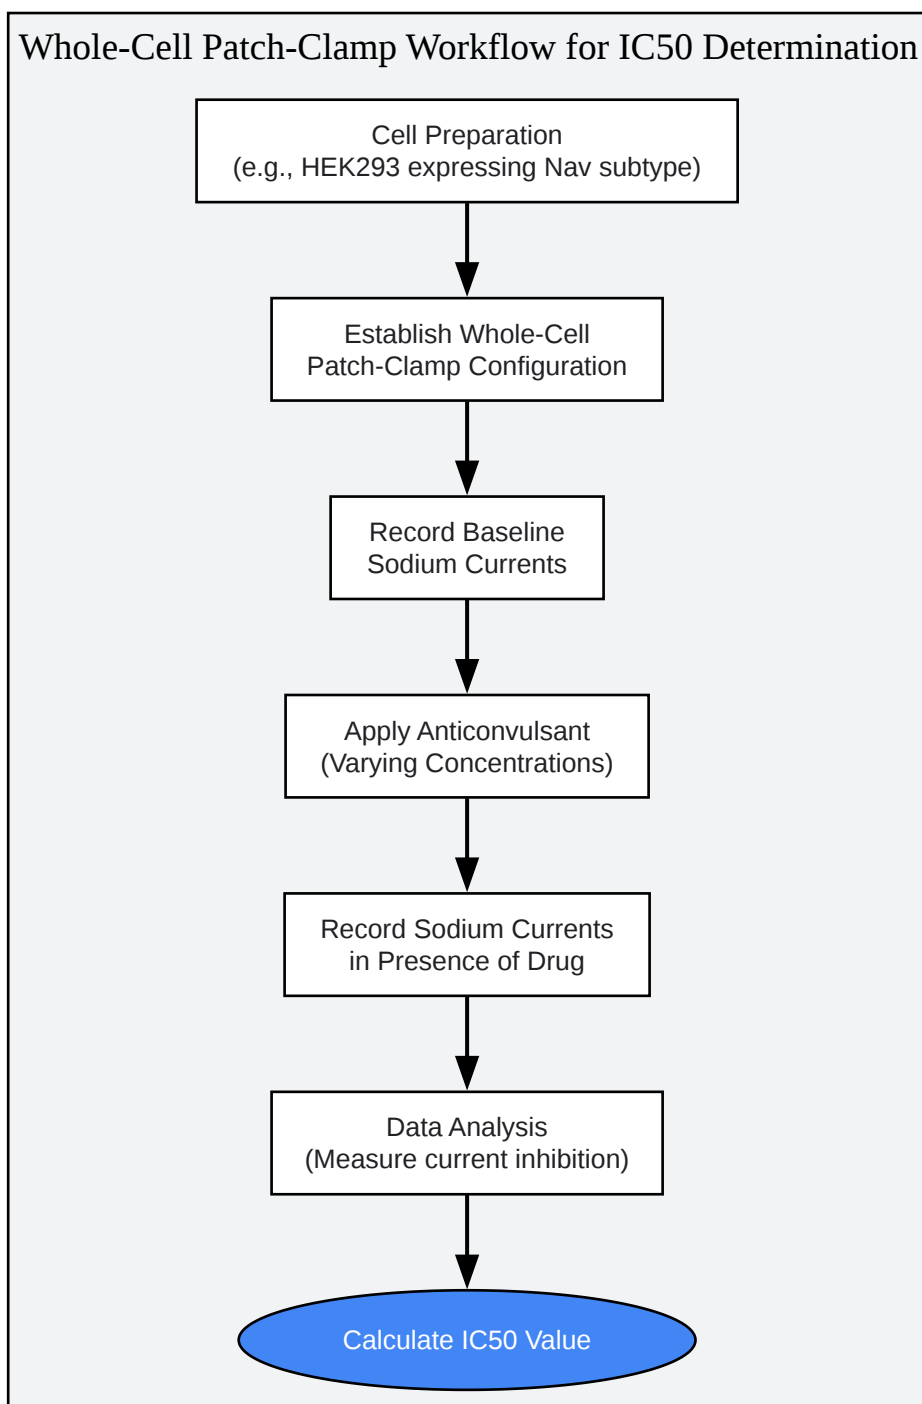 Whole-Cell Patch-Clamp Workflow for IC50 Determination
Cell Preparation
(e.g., HEK293 expressing Nav subtype)
Establish Whole-Cell
Patch-Clamp Configuration
Record Baseline
Sodium Currents
Apply Anticonvulsant
(Varying Concentrations)
Record Sodium Currents
in Presence of Drug
Data Analysis
(Measure current inhibition)
Calculate IC50 Value